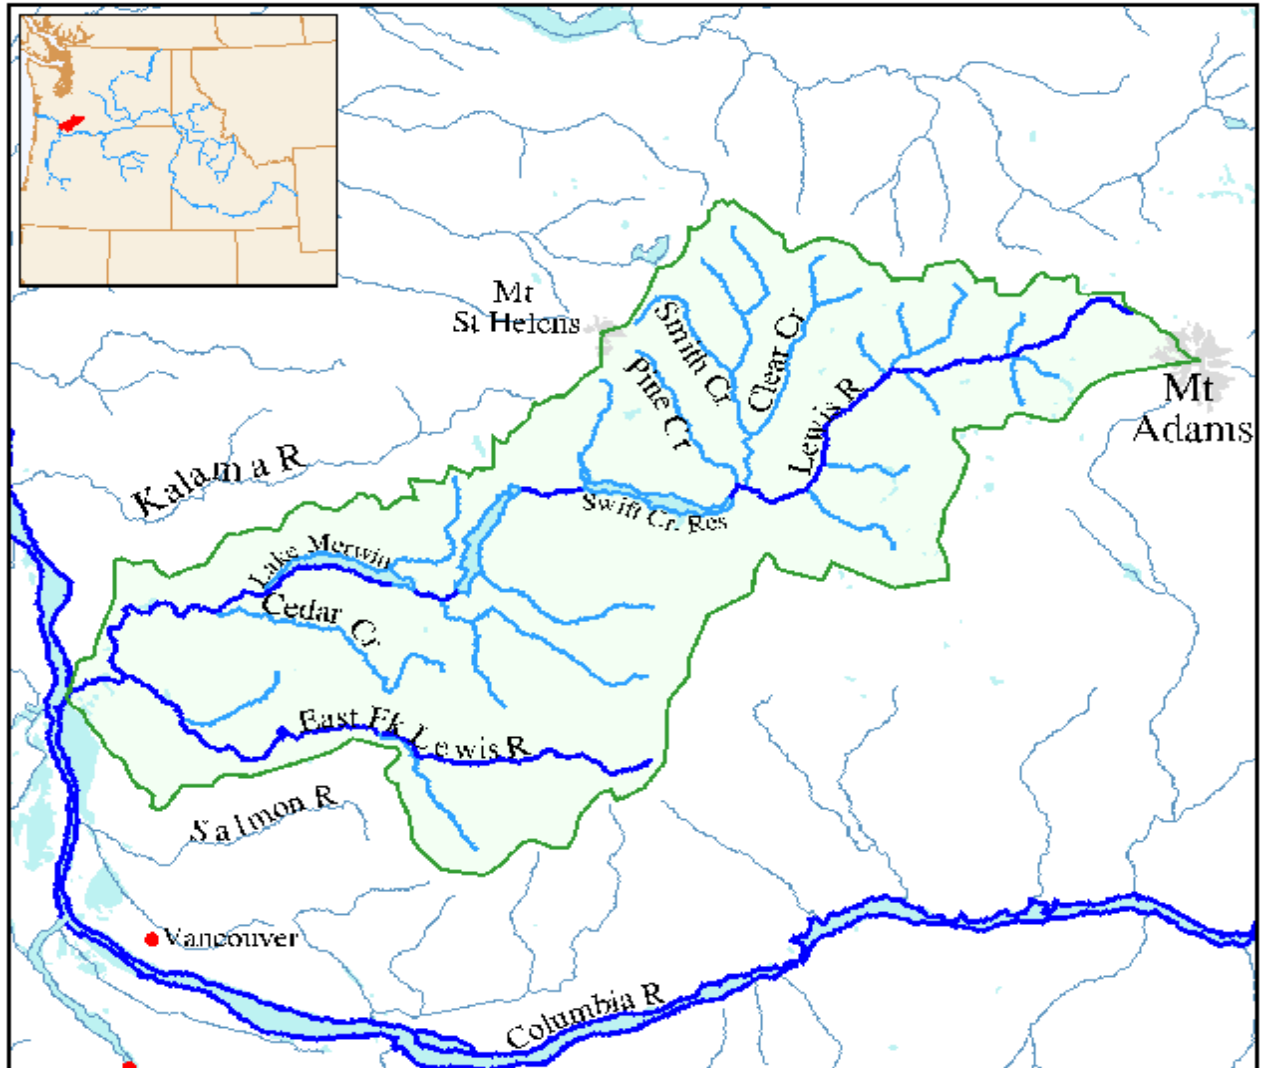 Mt
St Helens
Smith Cr
Clear Cr
Pine Cr
Lewis R
Mt
Adams
Kalama R
Swift Cr. Res
Lake Merwin
Cedar Cr
East Fk Lewis R
Salmon R
Vancouver
Columbia R